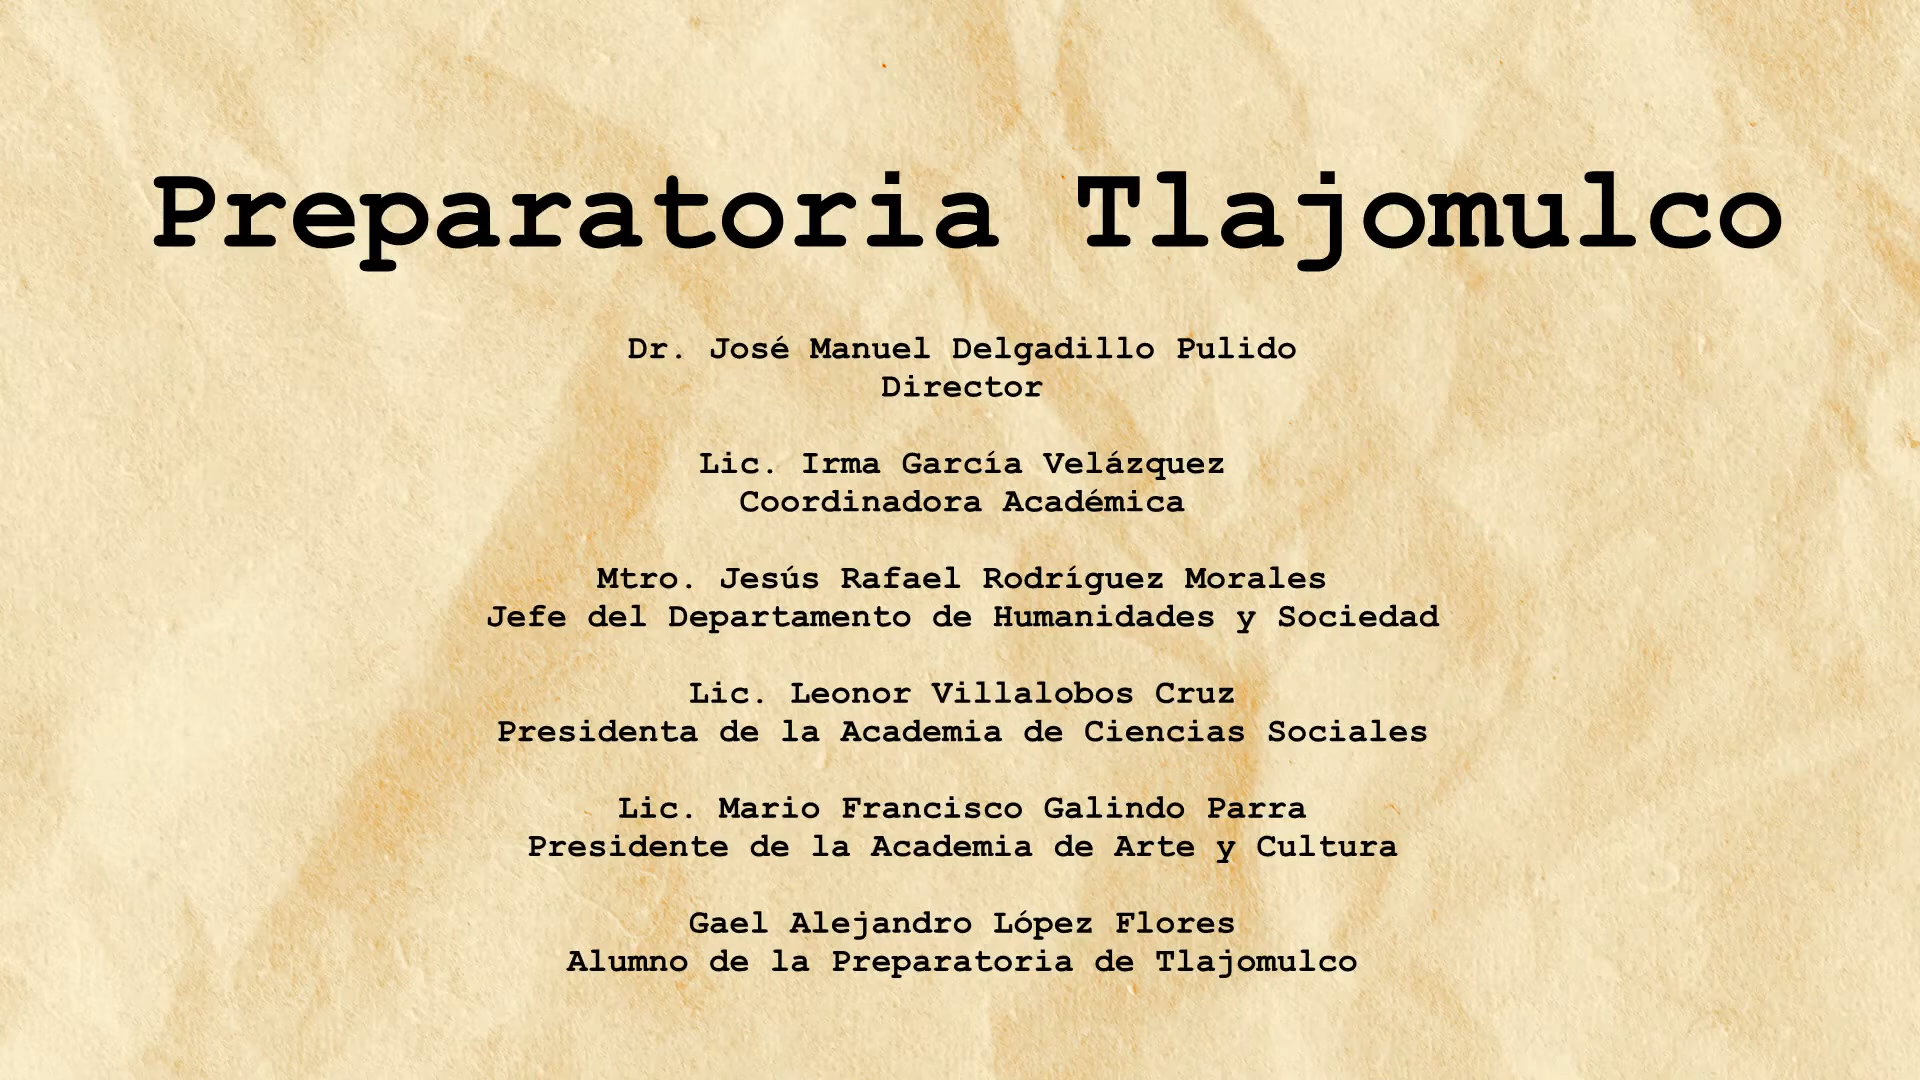 Preparatoria Tlajomulco
Dr. José Manuel Delgadillo Pulido
Director
Lic. Irma García Velázquez
Coordinadora Académica
Mtro. Jesús Rafael Rodríguez Morales
Jefe del Departamento de Humanidades y Sociedad
Lic. Leonor Villalobos Cruz
Presidenta de la Academia de Ciencias Sociales
Lic. Mario Francisco Galindo Parra
Presidente de la Academia de Arte y Cultura
Gael Alejandro López Flores
Alumno de la Preparatoria de Tlajomulco